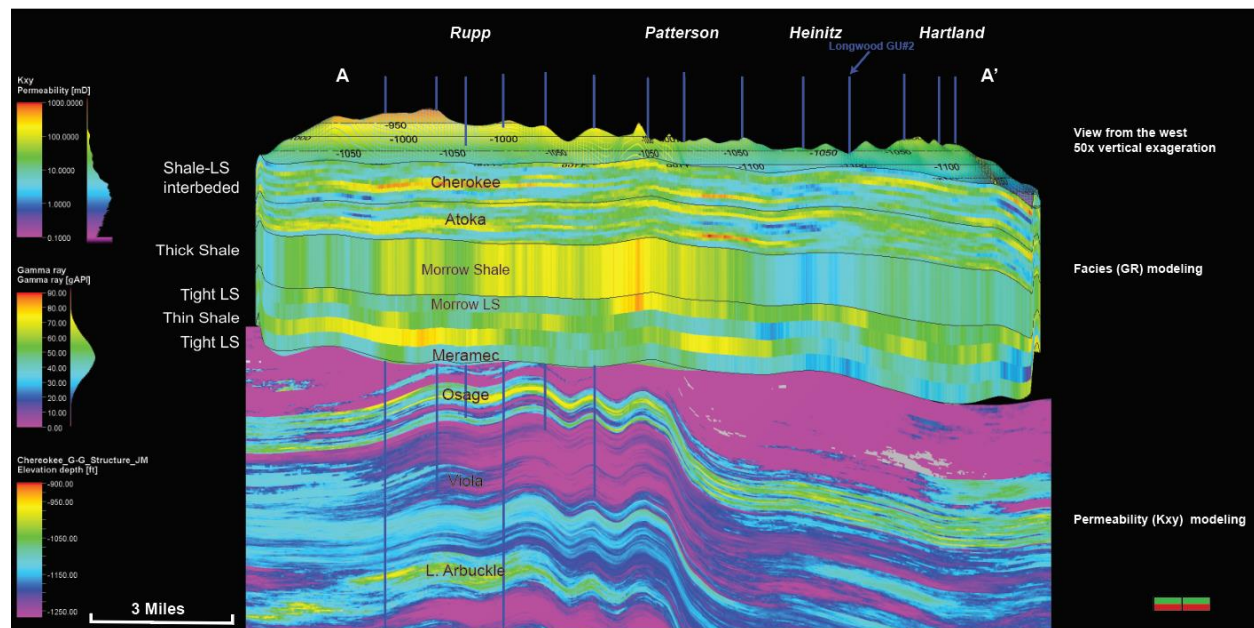 Rupp
Patterson
Heinitz
Hartland
Longwood GU#2
A
A'
Kxy
Permeability [mD]
1000.0000
100.0000
10.0000
1.0000
0.1000
Gamma ray
Gamma ray [gAPI]
90.00
80.00
70.00
60.00
50.00
40.00
30.00
20.00
10.00
0.00
Chereokee_G-G_Structure_JM
Elevation depth [ft]
-900.00
-950.00
-1050.00
-1150.00
-1250.00
3 Miles
Shale-LS
interbeded
Thick Shale
Tight LS
Thin Shale
Tight LS
-950
-1000
-1000
-1050
-1050
-1050
-1050
-1050
-1050
-1100
-1100
Cherokee
Atoka
Morrow Shale
Morrow LS
Meramec
Osage
Viola
L. Arbuckle
View from the west
50x vertical exageration
Facies (GR) modeling
Permeability (Kxy) modeling